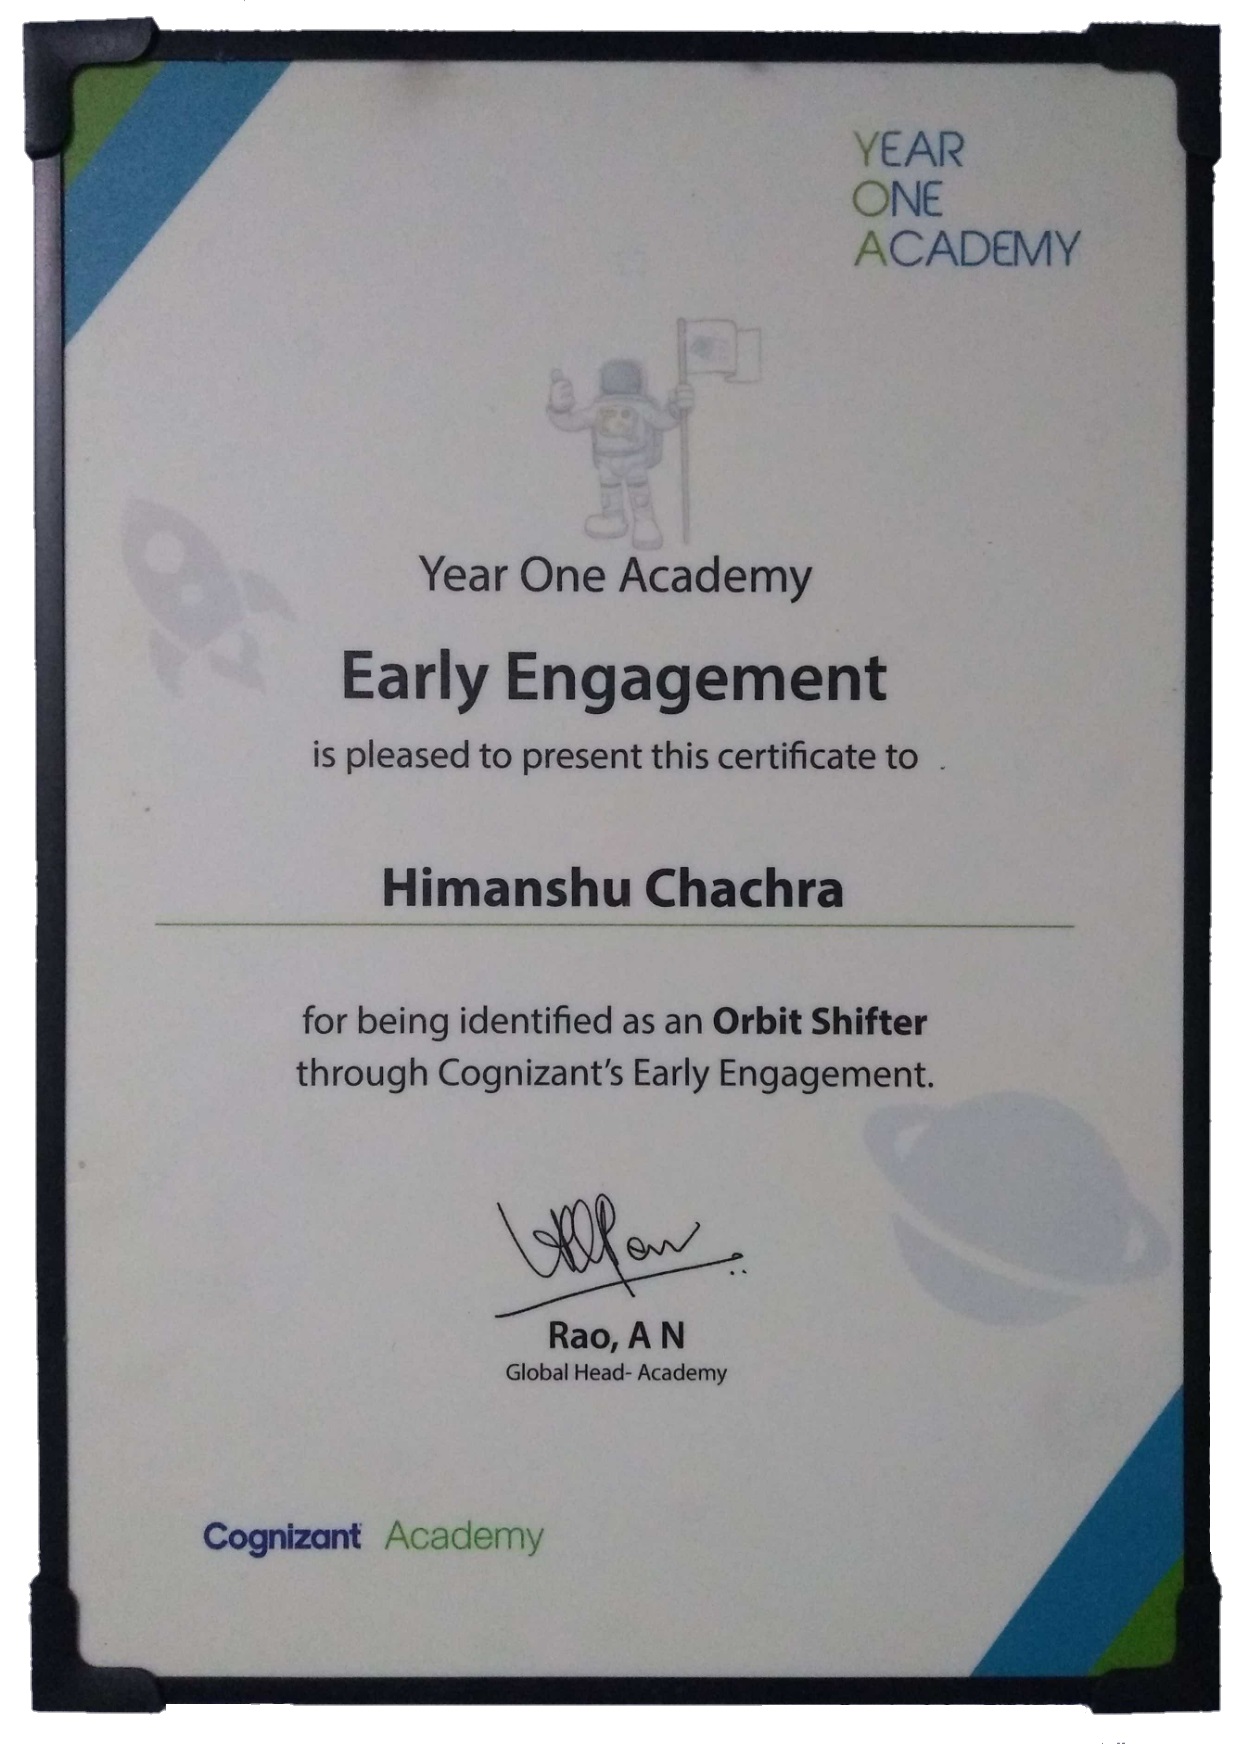 YEAR
ONE
ACADEMY
Year One Academy
Early Engagement
is pleased to present this certificate to
Himanshu Chachra
for being identified as an Orbit Shifter
through Cognizant's Early Engagement.
Rao, A N
Global Head- Academy
Cognizant Academy